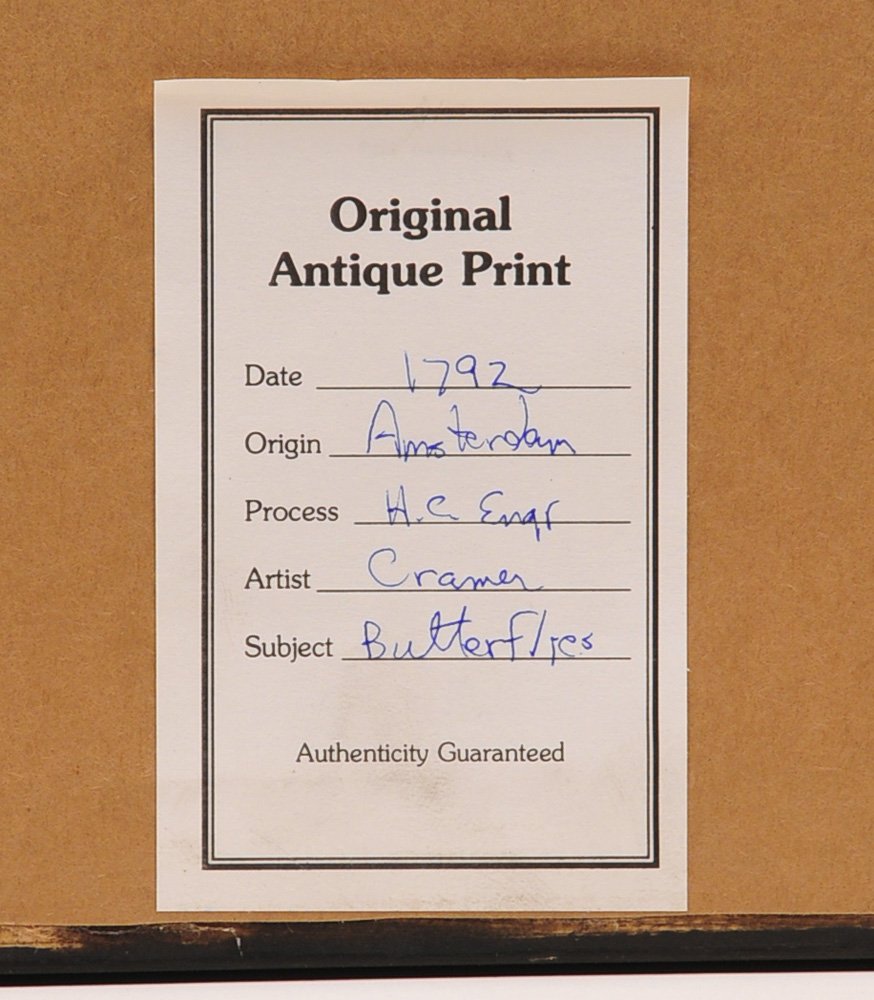 Original
Antique Print
Date 1792
Origin Amsterdam
Process H.C. Engr
Artist Cramer
Subject Butterflies
Authenticity Guaranteed